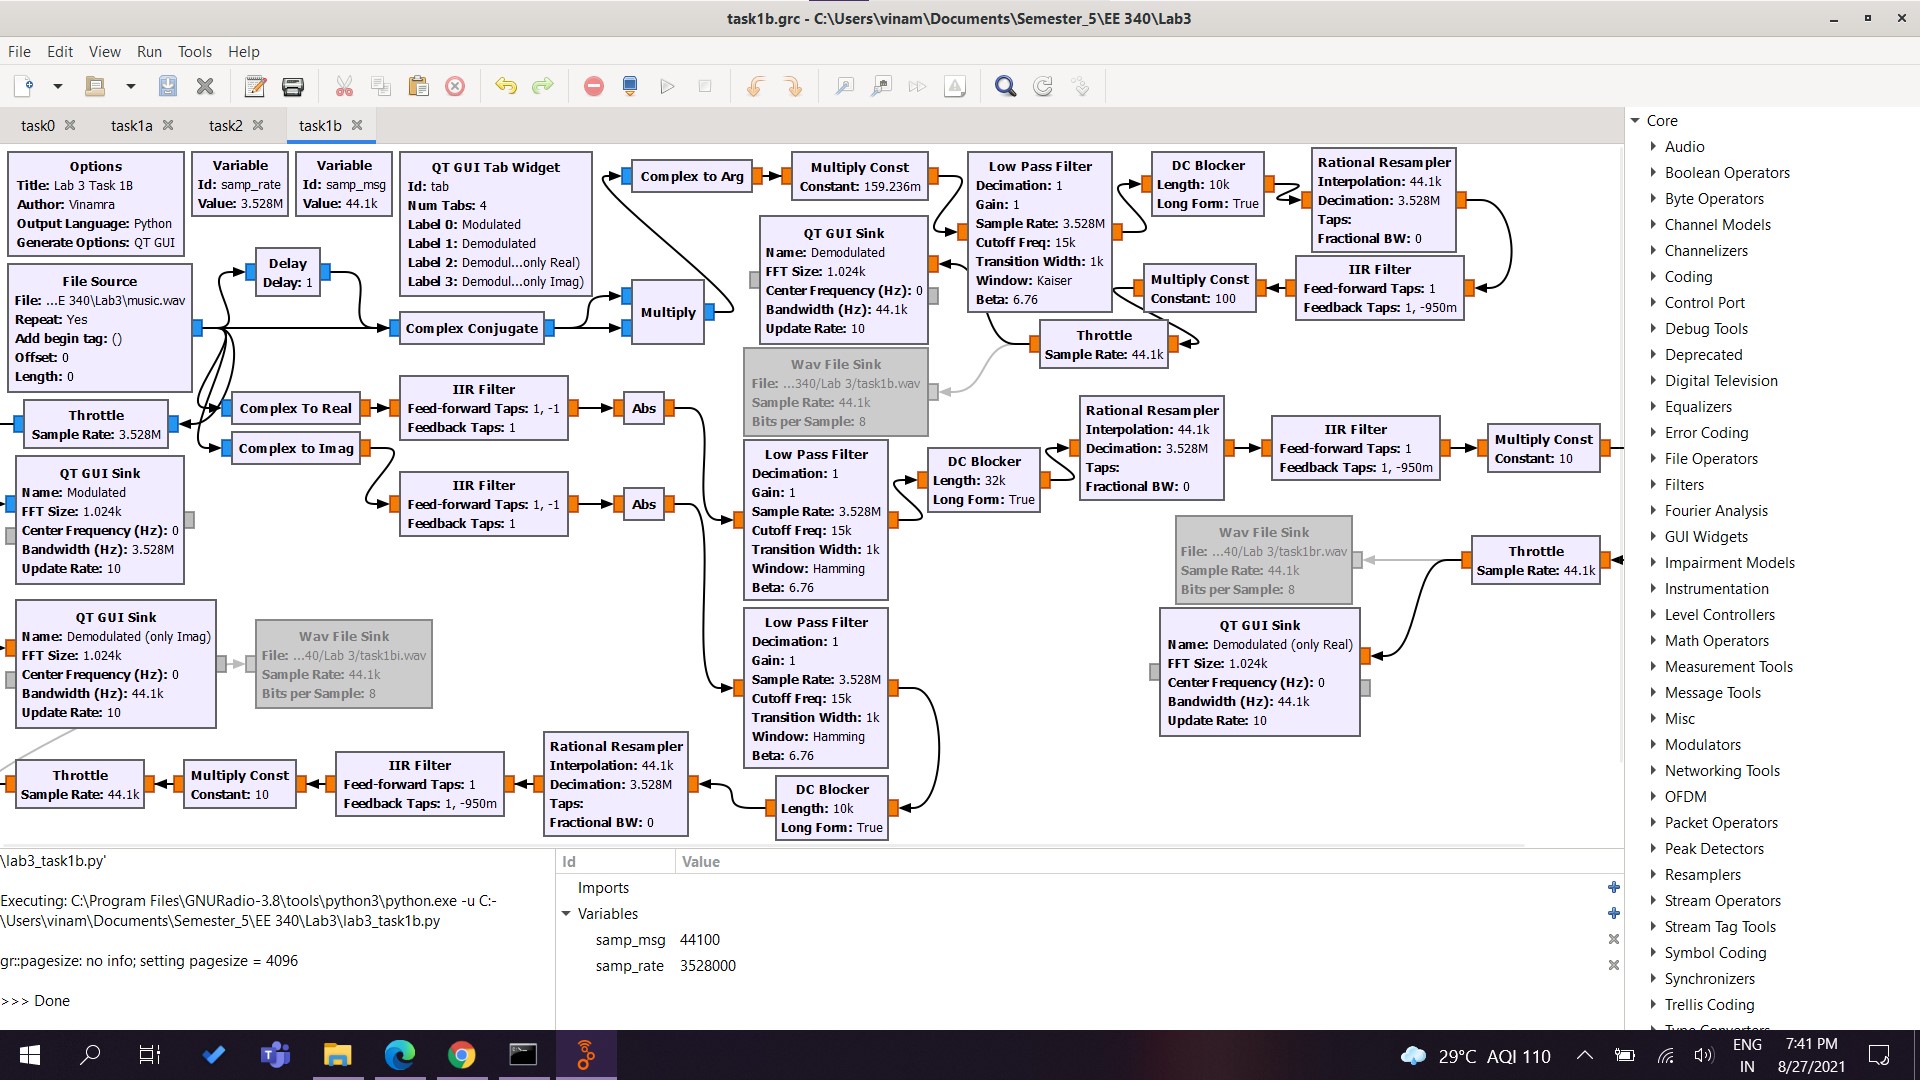 task1b.grc - C:\Users\vinam\Documents\Semester_5\EE 340\Lab3
File Edit View Run Tools Help
task0 task1a task2 task1b
Options
Title: Lab 3 Task 1B
Author: Vinamra
Output Language: Python
Generate Options: QT GUI
Variable
Id: samp_rate
Value: 3.528M
Variable
Id: samp_msg
Value: 44.1k
QT GUI Tab Widget
Id: tab
Num Tabs: 4
Label 0: Modulated
Label 1: Demodulated
Label 2: Demodul...only Real)
Label 3: Demodul...only Imag)
Complex to Arg
Multiply Const
Constant: 159.236m
Low Pass Filter
Decimation: 1
Gain: 1
Sample Rate: 3.528M
Cutoff Freq: 15k
Transition Width: 1k
Window: Kaiser
Beta: 6.76
DC Blocker
Length: 10k
Long Form: True
Rational Resampler
Interpolation: 44.1k
Decimation: 3.528M
Taps:
Fractional BW: 0
File Source
File: ...E 340\Lab3\music.wav
Repeat: Yes
Add begin tag: ()
Offset: 0
Length: 0
Delay
Delay: 1
Complex Conjugate
Multiply
QT GUI Sink
Name: Demodulated
FFT Size: 1.024k
Center Frequency (Hz): 0
Bandwidth (Hz): 44.1k
Update Rate: 10
Multiply Const
Constant: 100
IIR Filter
Feed-forward Taps: 1
Feedback Taps: 1, -950m
Throttle
Sample Rate: 44.1k
Wav File Sink
File: ...340/Lab 3/task1b.wav
Sample Rate: 44.1k
Bits per Sample: 8
Throttle
Sample Rate: 3.528M
Complex To Real
IIR Filter
Feed-forward Taps: 1, -1
Feedback Taps: 1
Abs
Complex to Imag
IIR Filter
Feed-forward Taps: 1, -1
Feedback Taps: 1
Abs
Low Pass Filter
Decimation: 1
Gain: 1
Sample Rate: 3.528M
Cutoff Freq: 15k
Transition Width: 1k
Window: Hamming
Beta: 6.76
DC Blocker
Length: 32k
Long Form: True
Rational Resampler
Interpolation: 44.1k
Decimation: 3.528M
Taps:
Fractional BW: 0
IIR Filter
Feed-forward Taps: 1
Feedback Taps: 1, -950m
Multiply Const
Constant: 10
QT GUI Sink
Name: Modulated
FFT Size: 1.024k
Center Frequency (Hz): 0
Bandwidth (Hz): 3.528M
Update Rate: 10
Wav File Sink
File: ...40/Lab 3/task1br.wav
Sample Rate: 44.1k
Bits per Sample: 8
Throttle
Sample Rate: 44.1k
QT GUI Sink
Name: Demodulated (only Imag)
FFT Size: 1.024k
Center Frequency (Hz): 0
Bandwidth (Hz): 44.1k
Update Rate: 10
Wav File Sink
File: ...40/Lab 3/task1bi.wav
Sample Rate: 44.1k
Bits per Sample: 8
Low Pass Filter
Decimation: 1
Gain: 1
Sample Rate: 3.528M
Cutoff Freq: 15k
Transition Width: 1k
Window: Hamming
Beta: 6.76
QT GUI Sink
Name: Demodulated (only Real)
FFT Size: 1.024k
Center Frequency (Hz): 0
Bandwidth (Hz): 44.1k
Update Rate: 10
Throttle
Sample Rate: 44.1k
Multiply Const
Constant: 10
IIR Filter
Feed-forward Taps: 1
Feedback Taps: 1, -950m
Rational Resampler
Interpolation: 44.1k
Decimation: 3.528M
Taps:
Fractional BW: 0
DC Blocker
Length: 10k
Long Form: True
Core
Audio
Boolean Operators
Byte Operators
Channel Models
Channelizers
Coding
Control Port
Debug Tools
Deprecated
Digital Television
Equalizers
Error Coding
File Operators
Filters
Fourier Analysis
GUI Widgets
Impairment Models
Instrumentation
Level Controllers
Math Operators
Measurement Tools
Message Tools
Misc
Modulators
Networking Tools
OFDM
Packet Operators
Peak Detectors
Resamplers
Stream Operators
Stream Tag Tools
Symbol Coding
Synchronizers
Trellis Coding
Type Converters
\lab3_task1b.py'
Executing: C:\Program Files\GNURadio-3.8\tools\python3\python.exe -u C:-
\Users\vinam\Documents\Semester_5\EE 340\Lab3\lab3_task1b.py
gr::pagesize: no info; setting pagesize = 4096
>>> Done
Id Value
Imports
Variables
samp_msg 44100
samp_rate 3528000
29°C AQI 110
ENG
IN
7:41 PM
8/27/2021